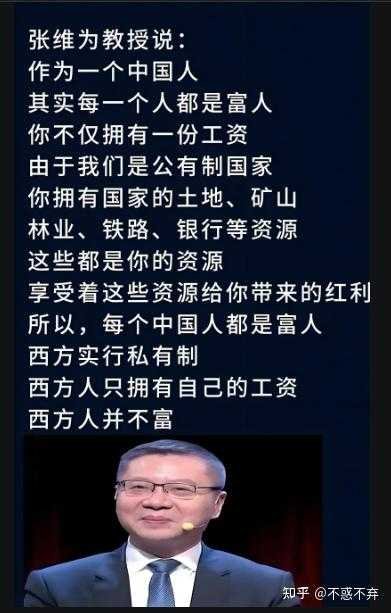 张维为教授说：
作为一个中国人
其实每一个人都是富人
你不仅拥有一份工资
由于我们是公有制国家
你拥有国家的土地、矿山
林业、铁路、银行等资源
这些都是你的资源
享受着这些资源给你带来的红利
所以，每个中国人都是富人
西方实行私有制
西方人只拥有自己的工资
西方人并不富
知乎 @不惑不弃